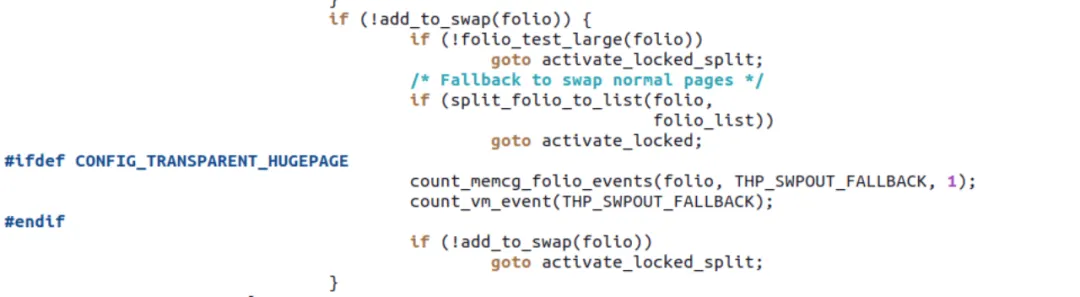 }
if (!add_to_swap(folio)) {
if (!folio_test_large(folio))
goto activate_locked_split;
/* Fallback to swap normal pages */
if (split_folio_to_list(folio,
folio_list))
goto activate_locked;
#ifdef CONFIG_TRANSPARENT_HUGEPAGE
count_memcg_folio_events(folio, THP_SWPOUT_FALLBACK, 1);
count_vm_event(THP_SWPOUT_FALLBACK);
#endif
if (!add_to_swap(folio))
goto activate_locked_split;
}